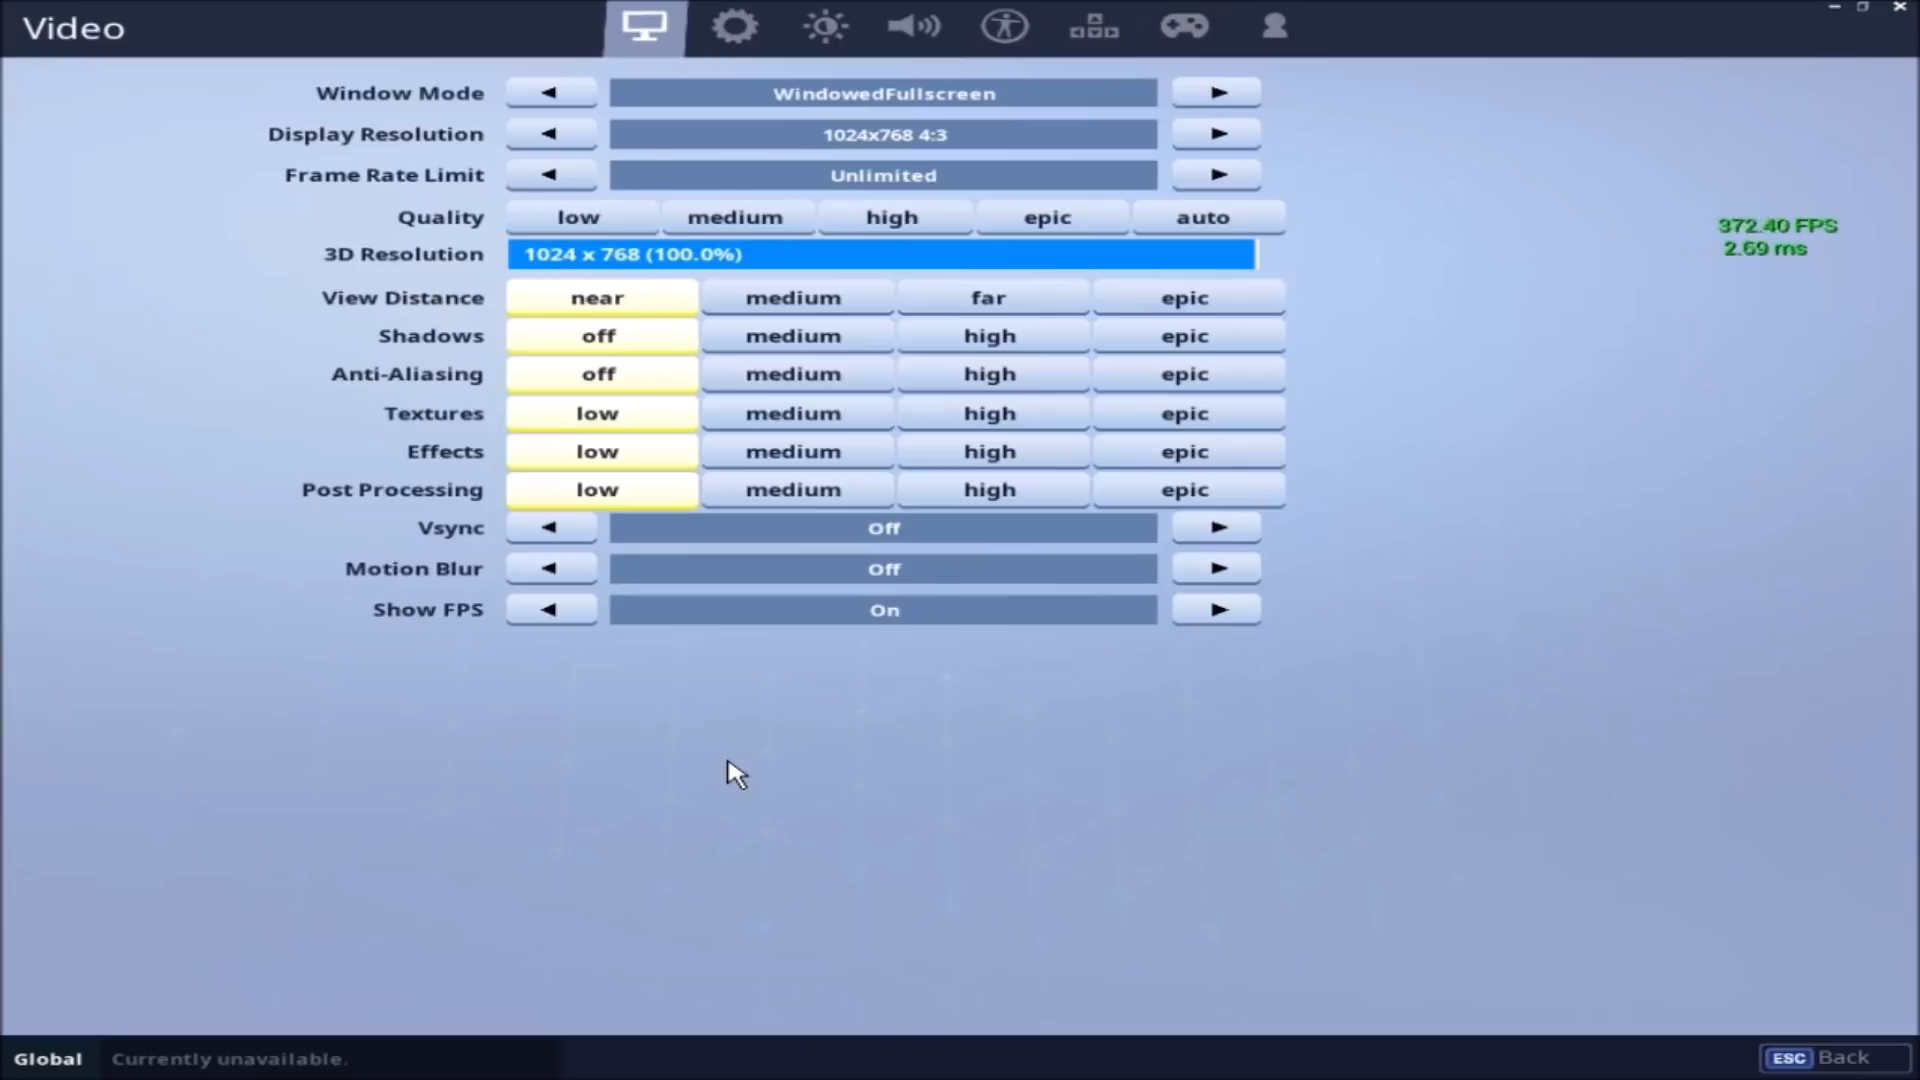 Video
Window Mode WindowedFullscreen
Display Resolution 1024x768 4:3
Frame Rate Limit Unlimited
Quality low medium high epic auto
372.40 FPS
2.69 ms
3D Resolution 1024 x 768 (100.0%)
View Distance near medium far epic
Shadows off medium high epic
Anti-Aliasing off medium high epic
Textures low medium high epic
Effects low medium high epic
Post Processing low medium high epic
Vsync Off
Motion Blur Off
Show FPS On
Global Currently unavailable.
ESC Back